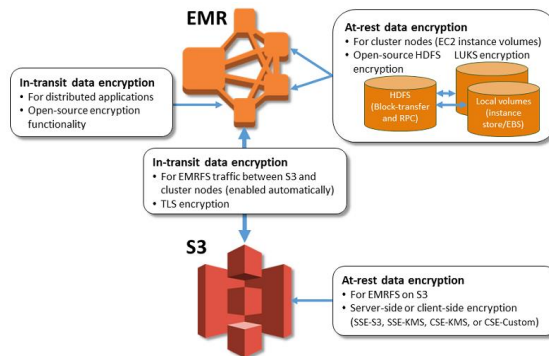 EMR
At-rest data encryption
• For cluster nodes (EC2 instance volumes)
• Open-source HDFS
encryption
LUKS encryption
HDFS
(Block-transfer
and RPC)
Local volumes
(instance
store/EBS)
In-transit data encryption
• For distributed applications
• Open-source encryption
functionality
In-transit data encryption
• For EMRFS traffic between S3 and
cluster nodes (enabled automatically)
• TLS encryption
S3
At-rest data encryption
• For EMRFS on S3
• Server-side or client-side encryption
(SSE-S3, SSE-KMS, CSE-KMS, or CSE-Custom)